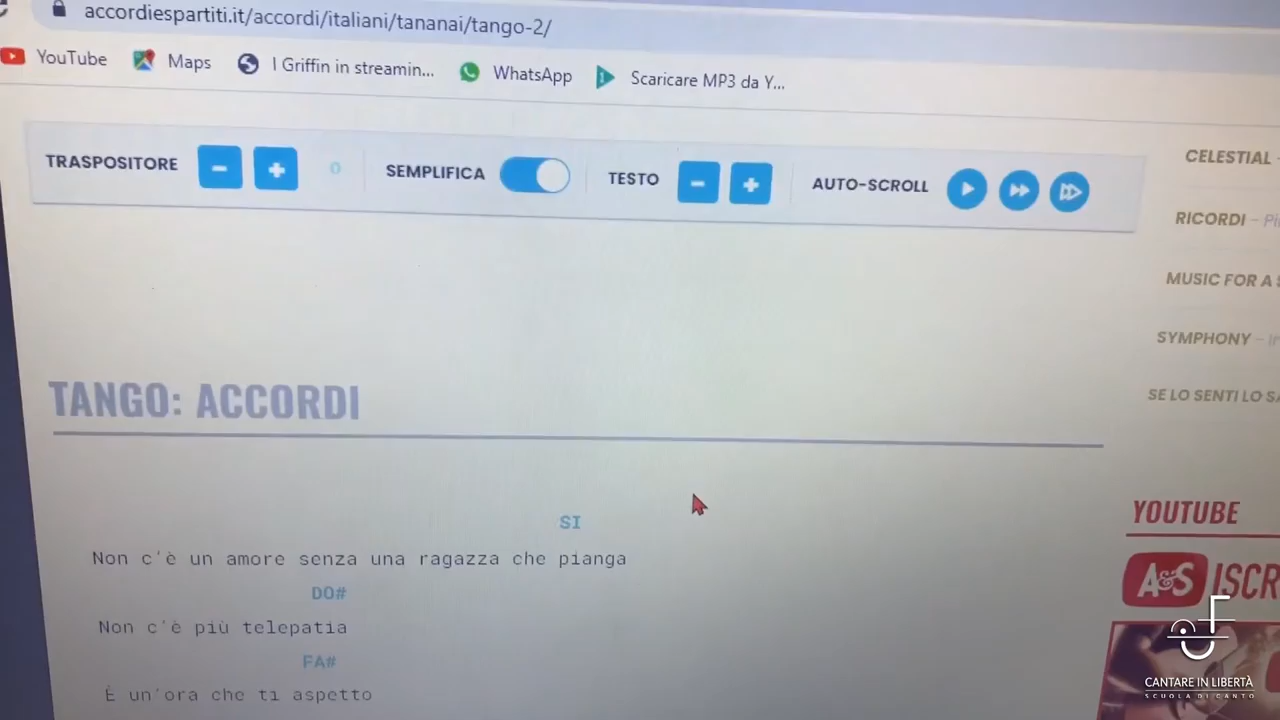 accordiespartiti.it/accordi/italiani/tananai/tango-2/
YouTube Maps I Griffin in streamin... WhatsApp Scaricare MP3 da Y...
TRASPOSITORE - + 0 SEMPLIFICA TESTO - + AUTO-SCROLL
CELESTIAL -
RICORDI -
MUSIC FOR A
SYMPHONY -
SE LO SENTI LO
TANGO: ACCORDI
SI
Non c'è un amore senza una ragazza che pianga
DO#
Non c'è più telepatia
FA#
È un'ora che ti aspetto
YOUTUBE
A&S
CANTARE IN LIBERTÀ
SCUOLA DI CANTO